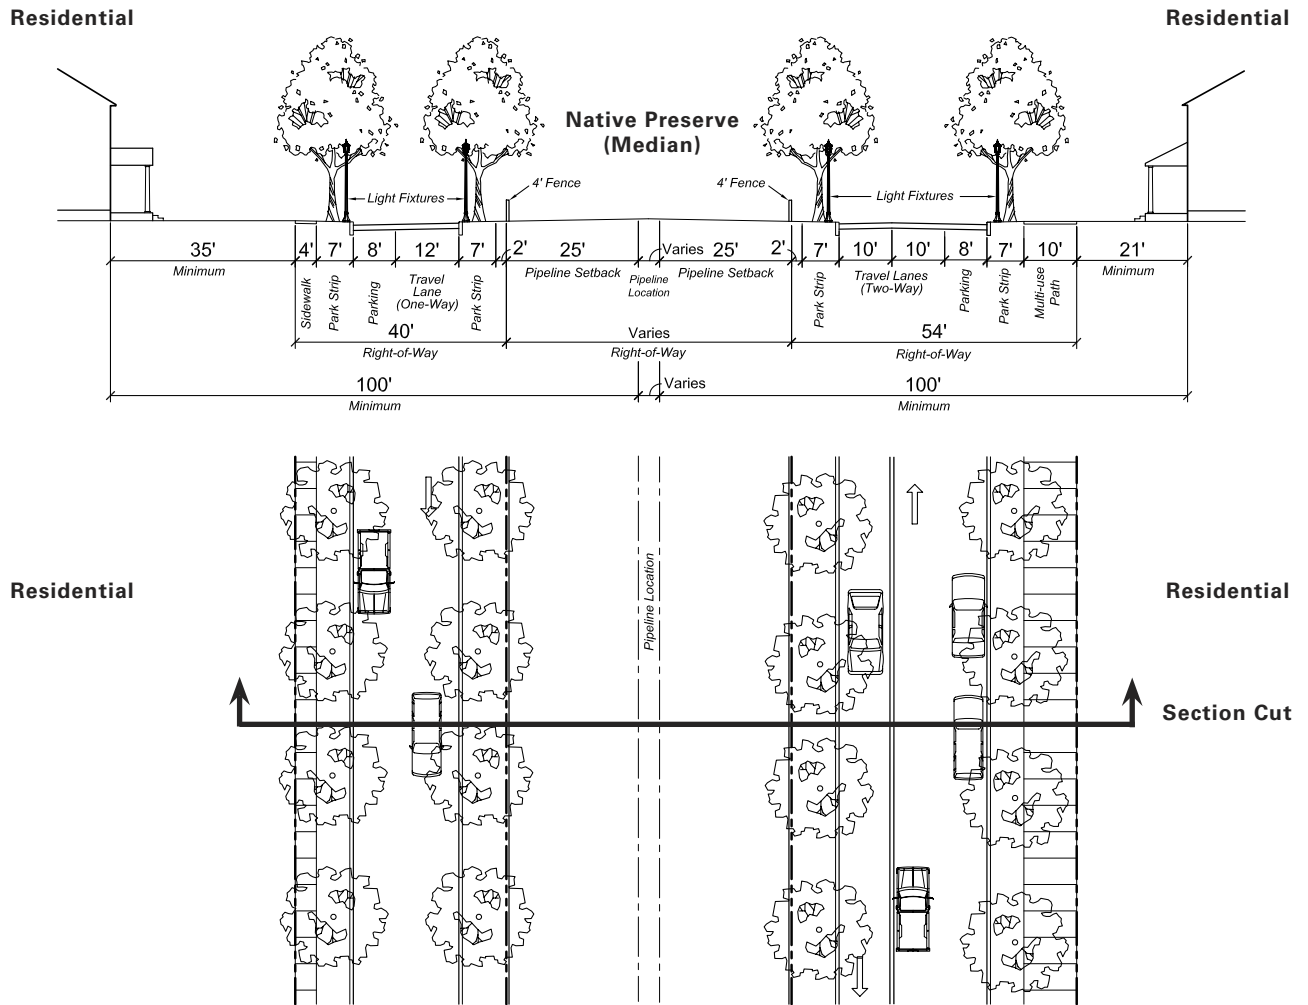 Residential
Residential
Native Preserve
(Median)
4' Fence
4' Fence
Light Fixtures
Light Fixtures
35'
4'
7'
8'
12'
7'
2'
25'
Varies
25'
2'
7'
10'
10'
8'
7'
10'
21'
Minimum
Sidewalk
Park Strip
Parking
Travel
Lane
(One-Way)
Park Strip
Pipeline Setback
Pipeline
Location
Pipeline Setback
Park Strip
Travel Lanes
(Two-Way)
Parking
Park Strip
Multi-use
Path
Minimum
40'
Right-of-Way
Varies
Right-of-Way
54'
Right-of-Way
100'
Minimum
Varies
100'
Minimum
Pipeline Location
Residential
Residential
Section Cut